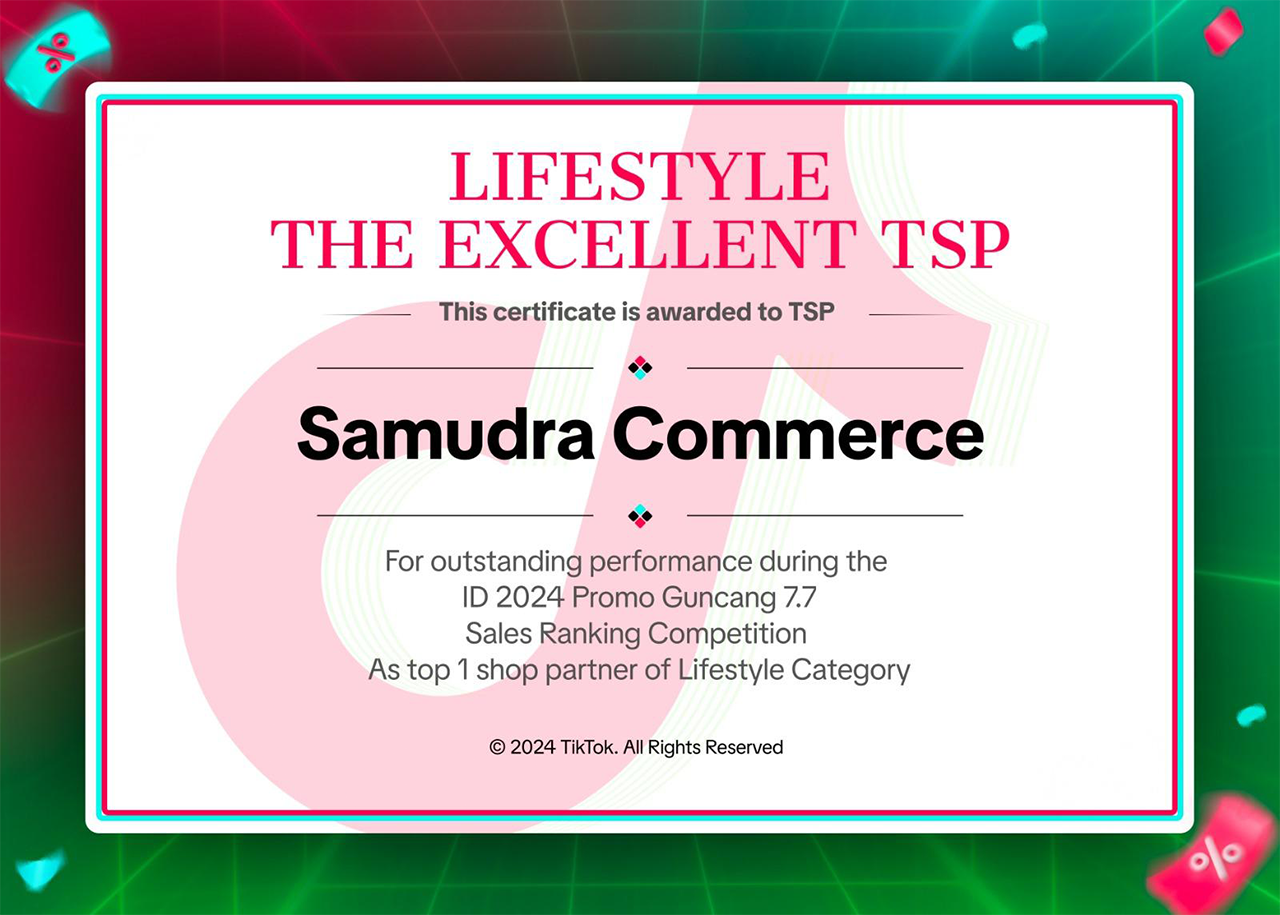 LIFESTYLE
THE EXCELLENT TSP
This certificate is awarded to TSP
Samudra Commerce
For outstanding performance during the
ID 2024 Promo Guncang 7.7
Sales Ranking Competition
As top 1 shop partner of Lifestyle Category
© 2024 TikTok. All Rights Reserved
%
%